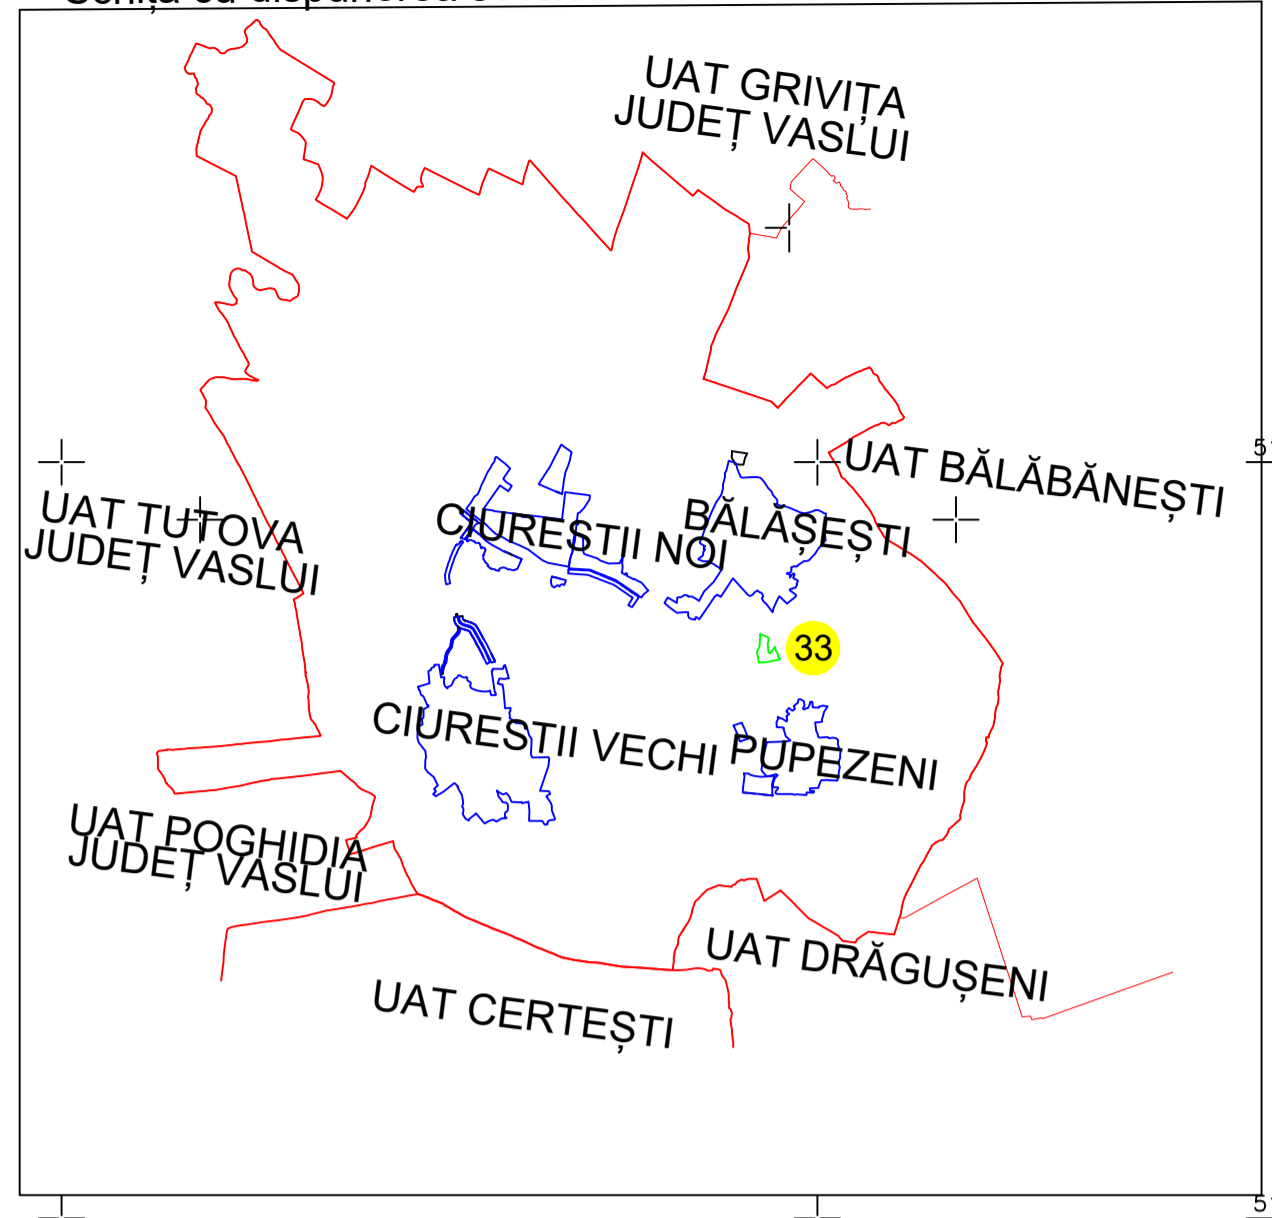 UAT GRIVIȚA
JUDEȚ VASLUI
UAT BĂLĂBĂNEȘTI
UAT TUTOVA
JUDEȚ VASLUI
CIURESTII NOI
BĂLĂȘEȘTI
33
CIURESTII VECHI
PUPEZENI
UAT POGHIDIA
JUDEȚ VASLUI
UAT DRĂGUȘENI
UAT CERTEȘTI